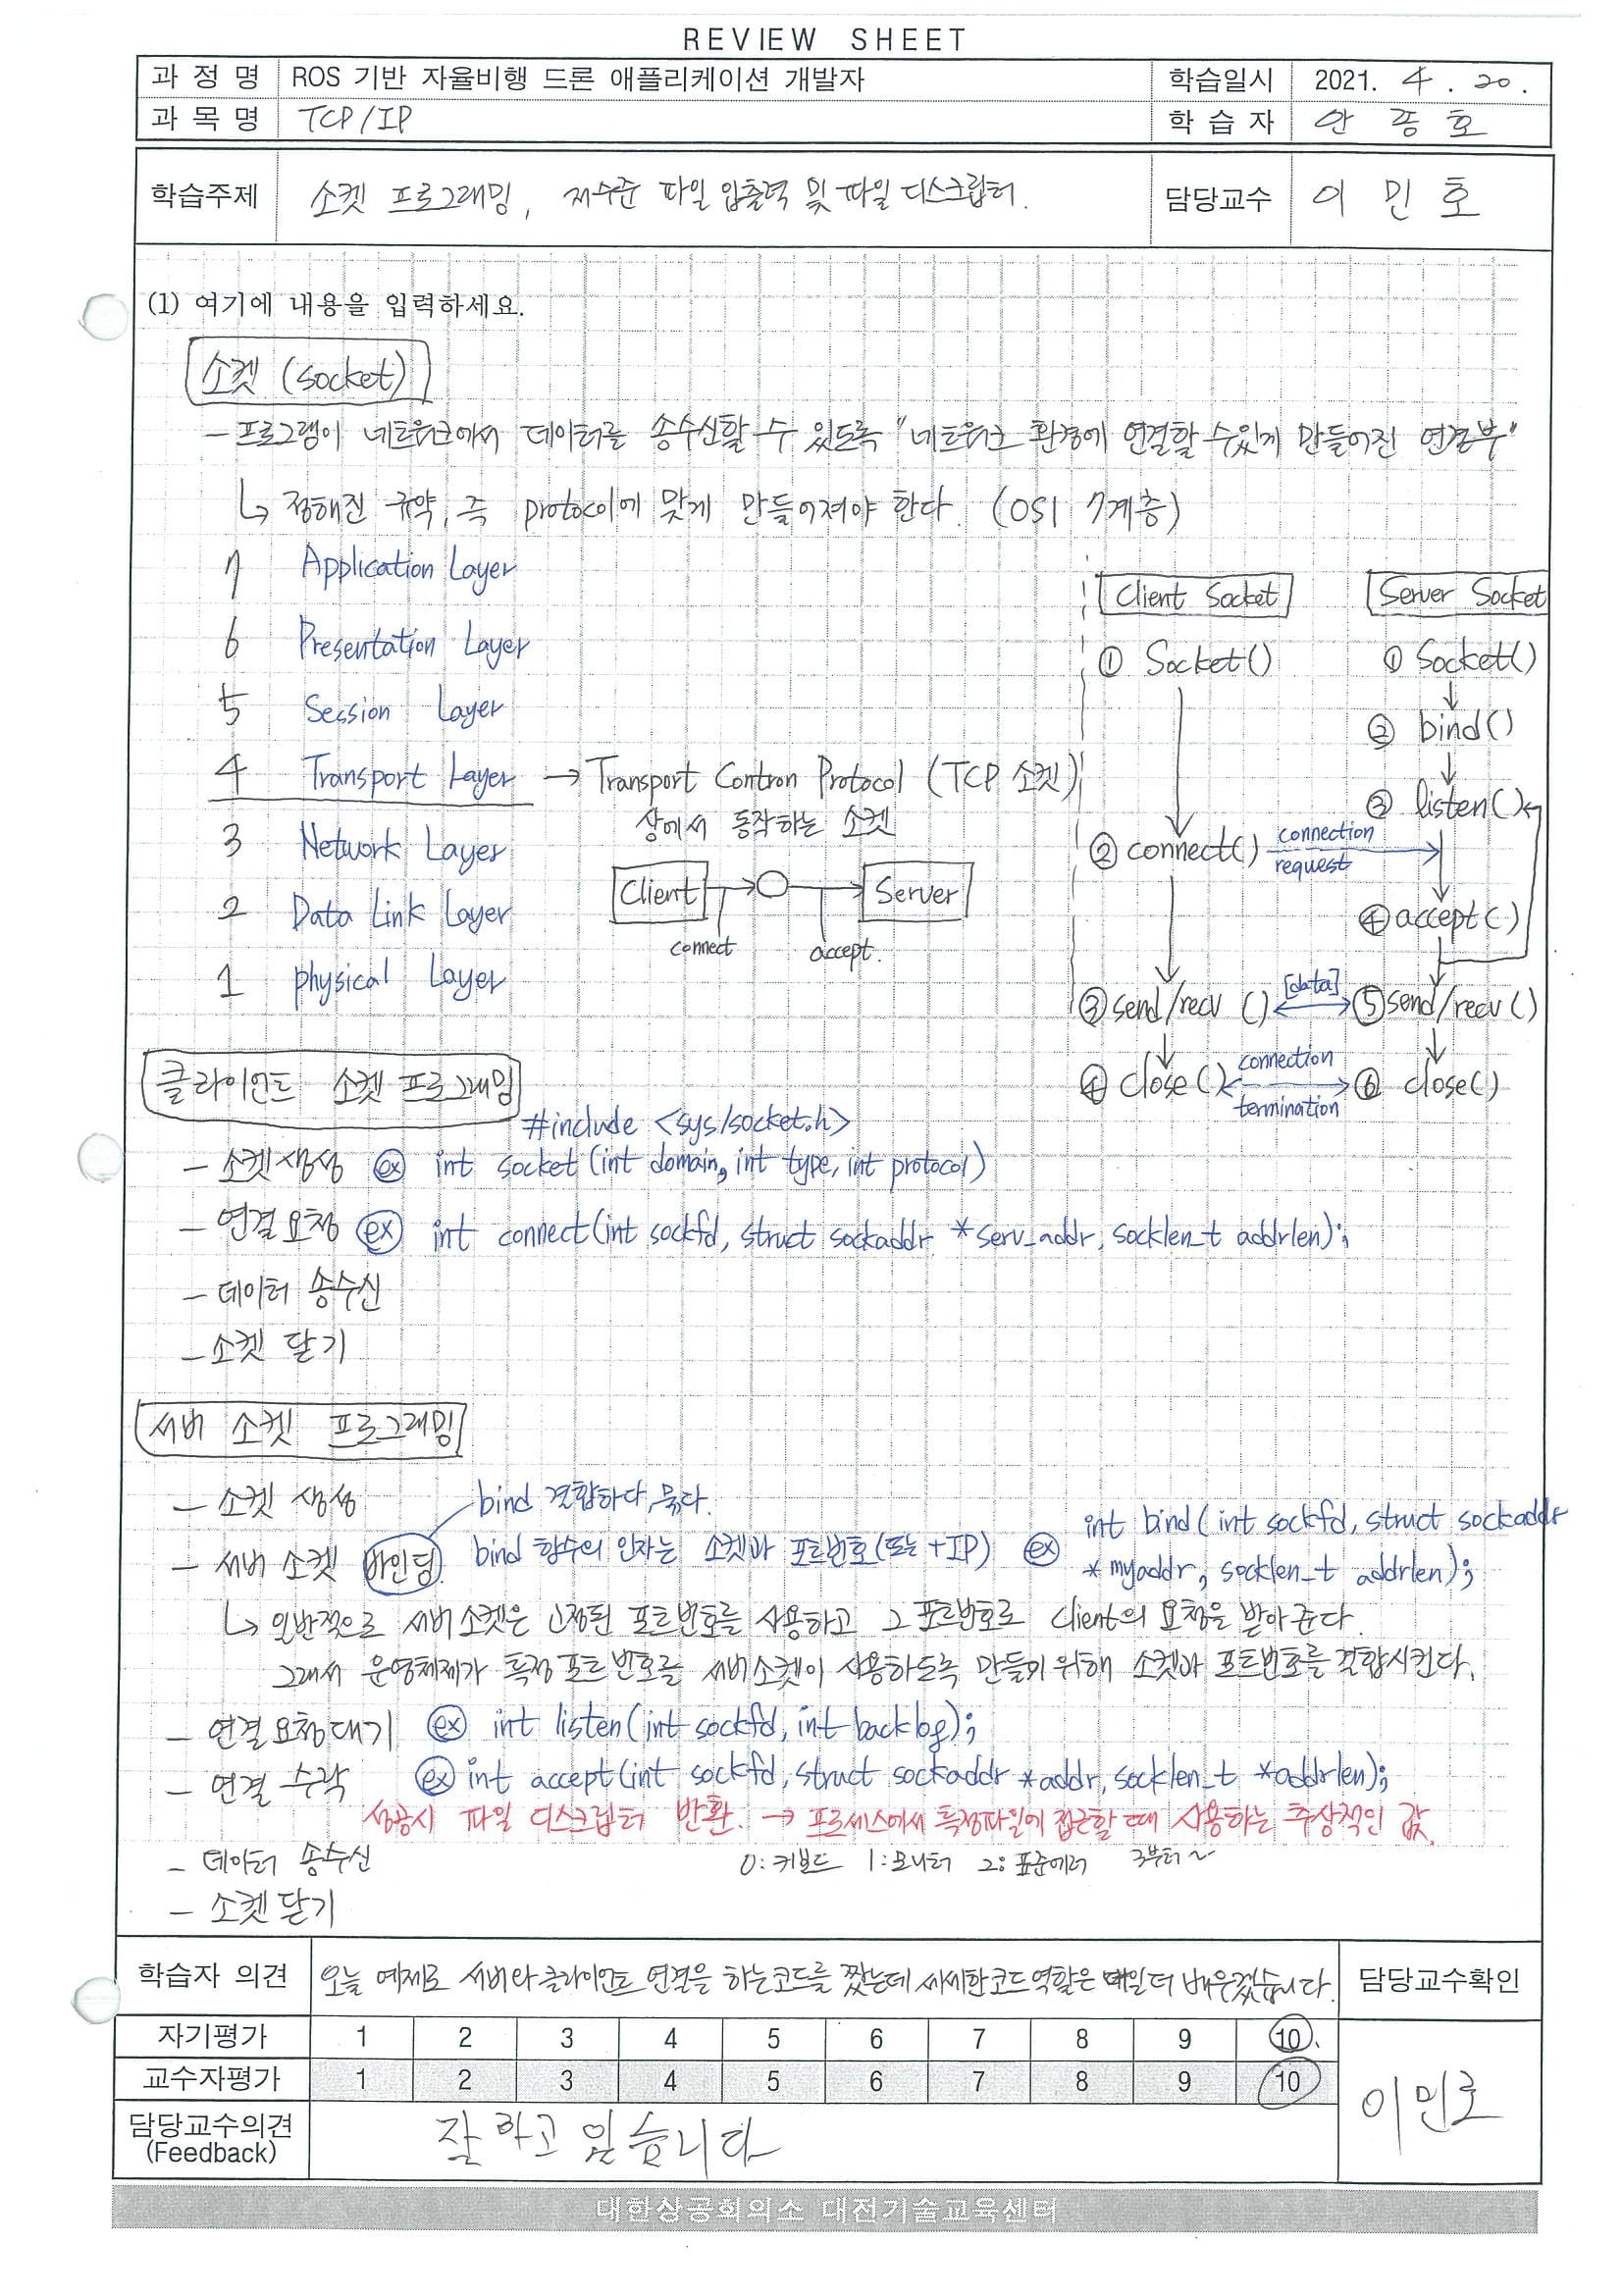 REVIEW SHEET
과 정 명 ROS 기반 자율비행 드론 애플리케이션 개발자 학습일시 2021. 4. 20.
과 목 명 TCP/IP 학 습 자 안 종 호
학습주제 소켓 프로그래밍, 저수준 파일 입출력 및 파일 디스크립터. 담당교수 이 민 호
(1) 여기에 내용을 입력하세요.
소켓 (socket)
- 프로그램이 네트워크에서 데이터를 송수신할 수 있도록 "네트워크 환경에 연결할 수있게 만들어진 연결부"
↳ 정해진 규약, 즉 protocol에 맞게 만들어져야 한다. (OSI 7계층)
7 Application Layer
6 Presentation Layer
5 Session Layer
4 Transport Layer → Transport Contron Protocol (TCP 소켓)
상에서 동작하는 소켓
3 Network Layer
2 Data Link Layer
1 physical Layer
Client → ○ → Server
connect accept.
Client Socket
① Socket()
② connect()
③ send/recv ()
④ close()
connection
request
[data]
connection
termination
Server Socket
① Socket()
② bind()
③ listen()
④ accept()
⑤ send/recv()
⑥ close()
클라이언트 소켓 프로그래밍
#include <sys/socket.h>
- 소켓생성 ex int socket (int domain, int type, int protocol)
- 연결 요청 ex int connect(int sockfd, struct sockaddr *serv_addr, socklen_t addrlen);
- 데이터 송수신
- 소켓 닫기
서버 소켓 프로그래밍
- 소켓 생성 bind 결합하다, 묶다.
- 서버 소켓 바인딩. bind 함수의 인자는 소켓과 포트번호(또는 +IP) ex int bind( int sockfd, struct sockaddr
*myaddr, socklen_t addrlen);
↳ 일반적으로 서버소켓은 고정된 포트번호를 사용하고 그 포트번호로 Client의 요청을 받아 준다.
그래서 운영체제가 특정 포트번호를 서버소켓이 사용하도록 만들기 위해 소켓과 포트번호를 결합시킨다.
- 연결 요청 대기 ex int listen(int sockfd, int backlog);
- 연결 수락 ex int accept(int sockfd, struct sockaddr *addr, socklen_t *addrlen);
성공시 파일 디스크립터 반환. → 프로세스에서 특정파일에 접근할 때 사용하는 추상적인 값.
- 데이터 송수신 0: 키보드 1: 모니터 2: 표준에러 3부터~
- 소켓 닫기
학습자 의견 오늘 예제로 서버와 클라이언트 연결을 하는코드를 짰는데 세세한코드 역할은 매일 더 배우겠습니다. 담당교수확인
자기평가 1 2 3 4 5 6 7 8 9 10
교수자평가 1 2 3 4 5 6 7 8 9 10
이민호
담당교수의견
(Feedback)
잘 하고 있습니다
대한상공회의소 대전기술교육센터